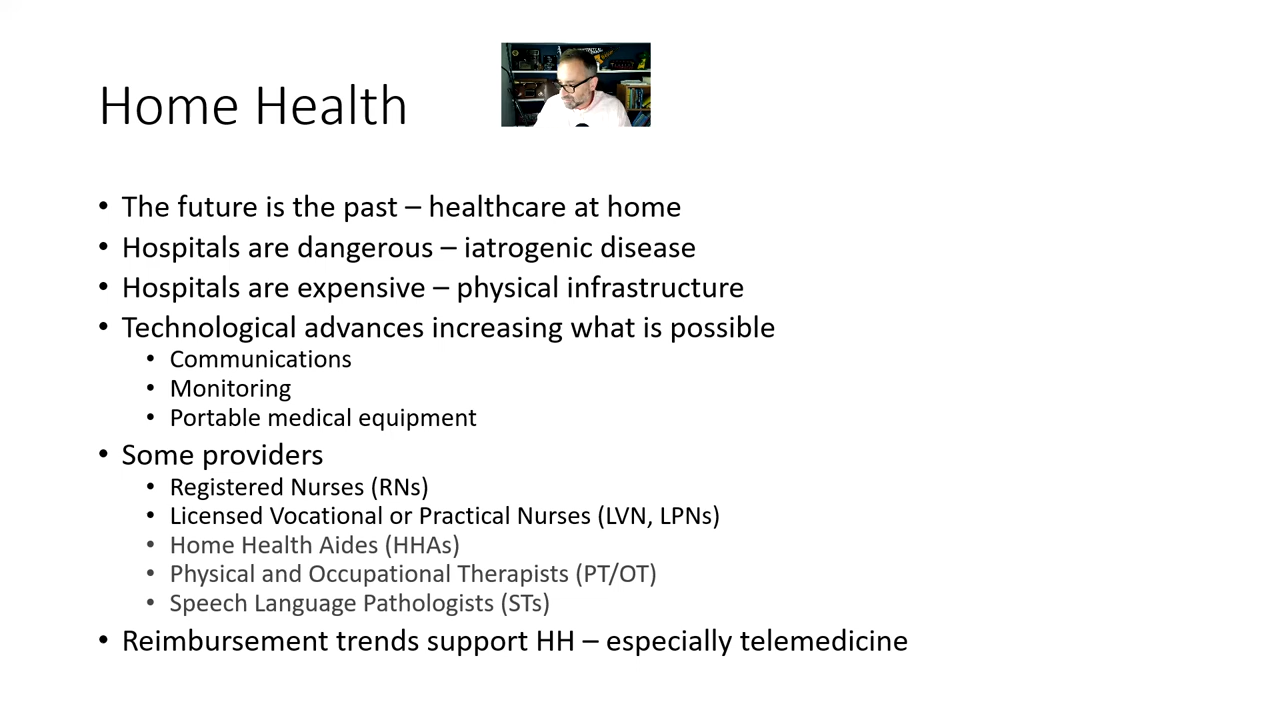 Home Health
• The future is the past – healthcare at home
• Hospitals are dangerous – iatrogenic disease
• Hospitals are expensive – physical infrastructure
• Technological advances increasing what is possible
• Communications
• Monitoring
• Portable medical equipment
• Some providers
• Registered Nurses (RNs)
• Licensed Vocational or Practical Nurses (LVN, LPNs)
• Home Health Aides (HHAs)
• Physical and Occupational Therapists (PT/OT)
• Speech Language Pathologists (STs)
• Reimbursement trends support HH – especially telemedicine